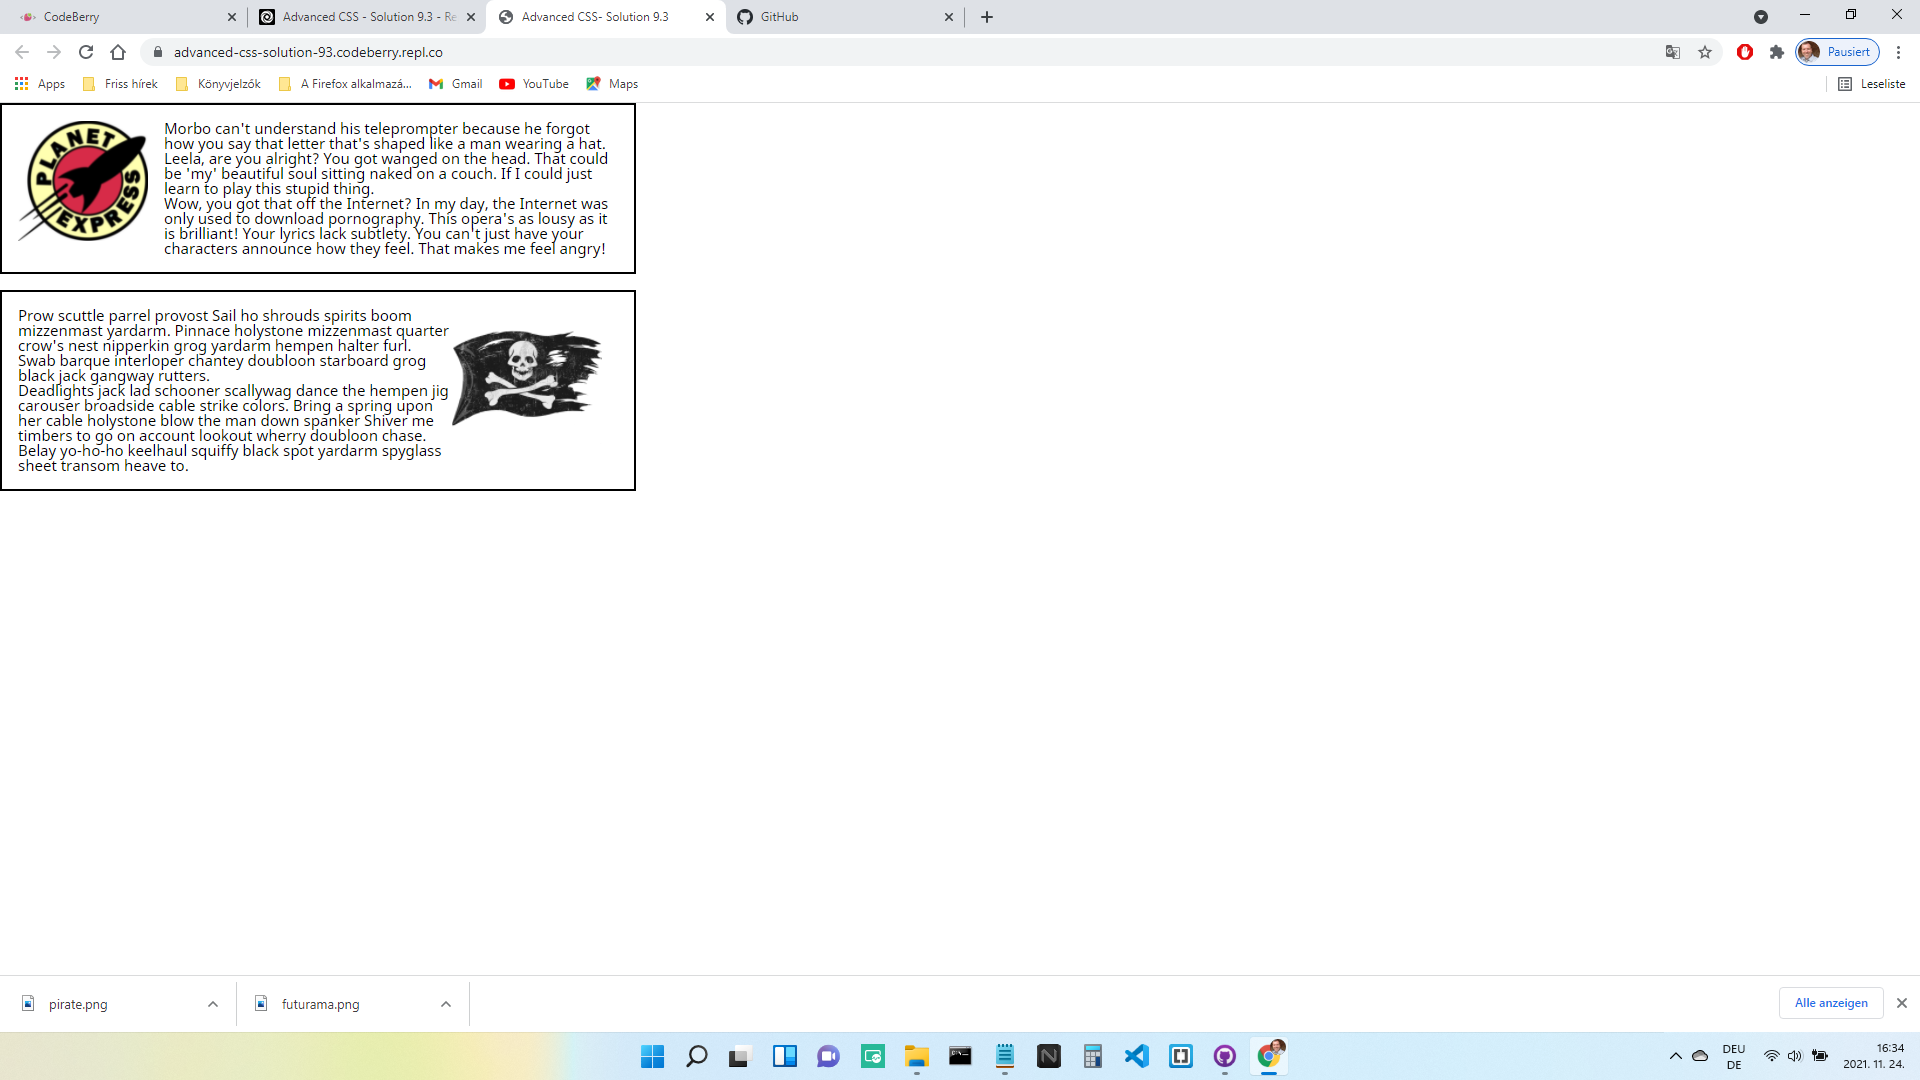 CodeBerry
Advanced CSS - Solution 9.3 - Re
Advanced CSS- Solution 9.3
GitHub
advanced-css-solution-93.codeberry.repl.co
Pausiert
Apps
Friss hírek
Könyvjelzők
A Firefox alkalmazá...
Gmail
YouTube
Maps
Leseliste
PLANET
EXPRESS
Morbo can't understand his teleprompter because he forgot
how you say that letter that's shaped like a man wearing a hat.
Leela, are you alright? You got wanged on the head. That could
be 'my' beautiful soul sitting naked on a couch. If I could just
learn to play this stupid thing.
Wow, you got that off the Internet? In my day, the Internet was
only used to download pornography. This opera's as lousy as it
is brilliant! Your lyrics lack subtlety. You can't just have your
characters announce how they feel. That makes me feel angry!
Prow scuttle parrel provost Sail ho shrouds spirits boom
mizzenmast yardarm. Pinnace holystone mizzenmast quarter
crow's nest nipperkin grog yardarm hempen halter furl.
Swab barque interloper chantey doubloon starboard grog
black jack gangway rutters.
Deadlights jack lad schooner scallywag dance the hempen jig
carouser broadside cable strike colors. Bring a spring upon
her cable holystone blow the man down spanker Shiver me
timbers to go on account lookout wherry doubloon chase.
Belay yo-ho-ho keelhaul squiffy black spot yardarm spyglass
sheet transom heave to.
pirate.png
futurama.png
Alle anzeigen
DEU
DE
16:34
2021. 11. 24.